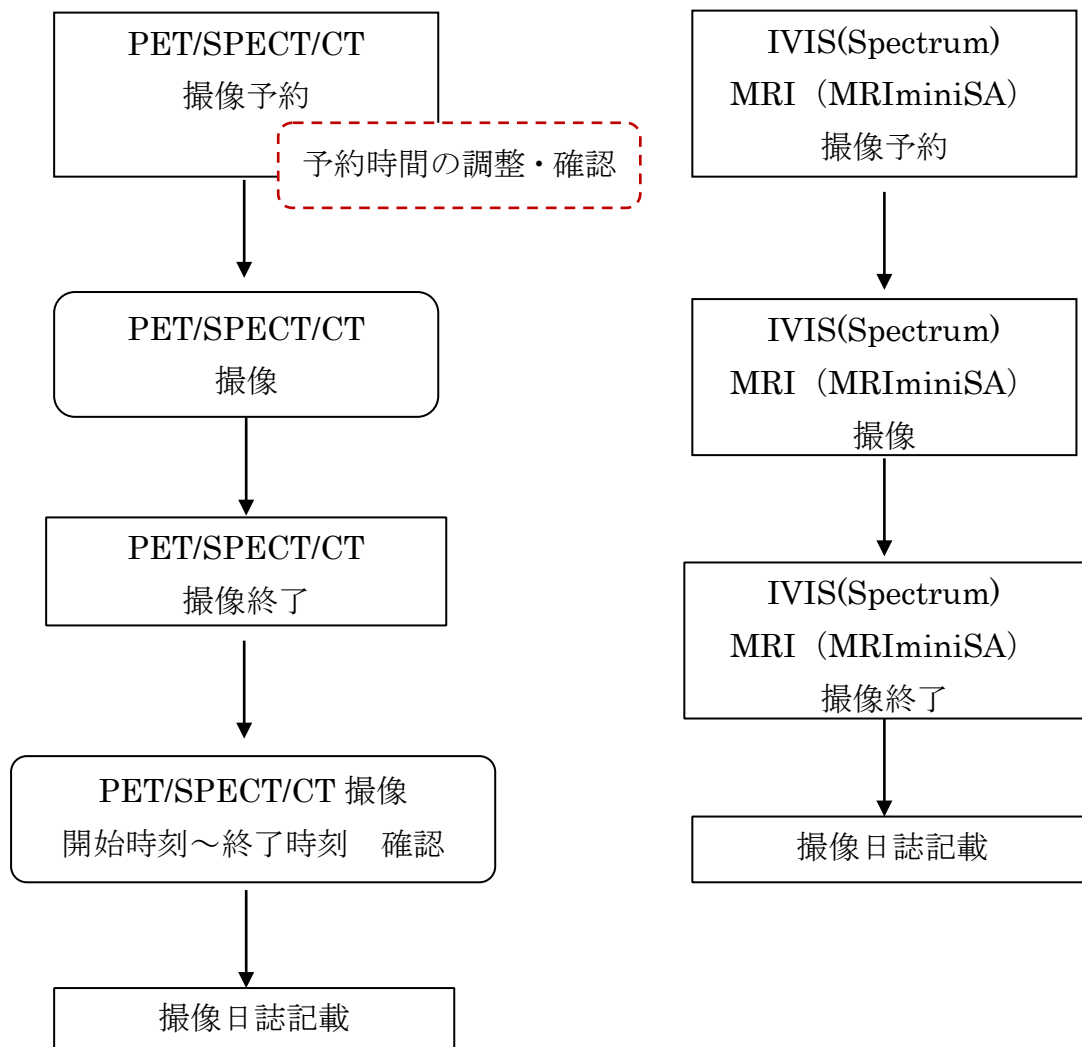 PET/SPECT/CT
撮像予約
予約時間の調整・確認
PET/SPECT/CT
撮像
PET/SPECT/CT
撮像終了
PET/SPECT/CT 撮像
開始時刻～終了時刻　確認
撮像日誌記載
IVIS(Spectrum)
MRI（MRIminiSA）
撮像予約
IVIS(Spectrum)
MRI（MRIminiSA）
撮像
IVIS(Spectrum)
MRI（MRIminiSA）
撮像終了
撮像日誌記載